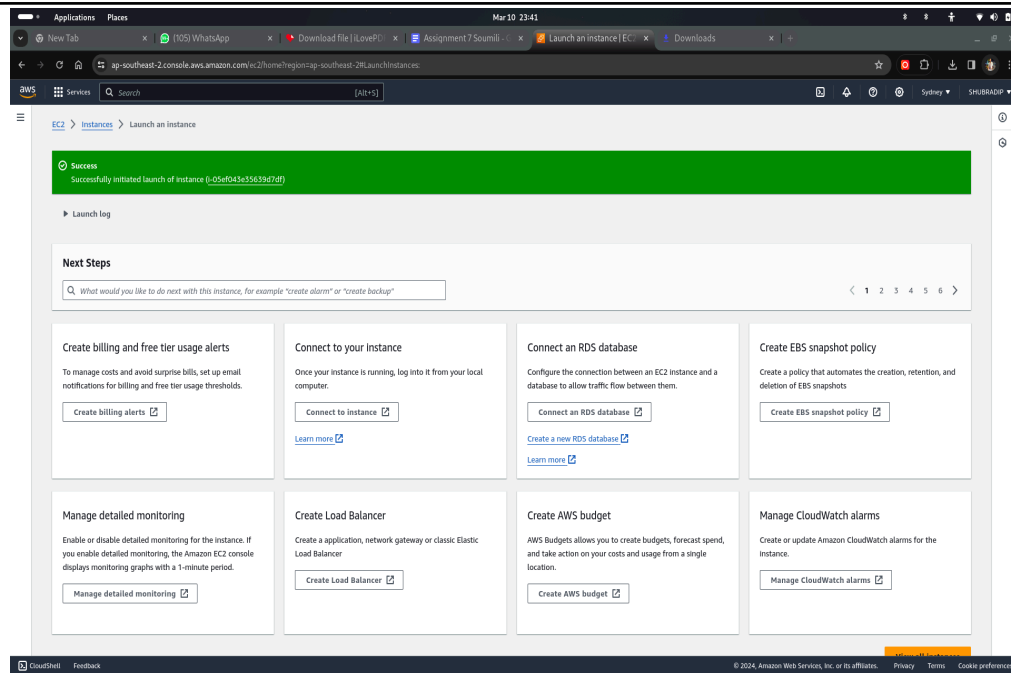 Applications Places
Mar 10 23:41
New Tab
(105) WhatsApp
Download file | iLovePD
Assignment 7 Soumili -
Launch an instance | EC
Downloads
ap-southeast-2.console.aws.amazon.com/ec2/home?region=ap-southeast-2#LaunchInstances:
aws
Services
Search
[Alt+S]
Sydney
SHUBRADIP
EC2 > Instances > Launch an instance
Success
Successfully initiated launch of instance (i-05ef043e35639d7df)
Launch log
Next Steps
What would you like to do next with this instance, for example "create alarm" or "create backup"
1 2 3 4 5 6
Create billing and free tier usage alerts
To manage costs and avoid surprise bills, set up email
notifications for billing and free tier usage thresholds.
Create billing alerts
Connect to your instance
Once your instance is running, log into it from your local
computer.
Connect to instance
Learn more
Connect an RDS database
Configure the connection between an EC2 instance and a
database to allow traffic flow between them.
Connect an RDS database
Create a new RDS database
Learn more
Create EBS snapshot policy
Create a policy that automates the creation, retention, and
deletion of EBS snapshots
Create EBS snapshot policy
Manage detailed monitoring
Enable or disable detailed monitoring for the instance. If
you enable detailed monitoring, the Amazon EC2 console
displays monitoring graphs with a 1-minute period.
Manage detailed monitoring
Create Load Balancer
Create a application, network gateway or classic Elastic
Load Balancer
Create Load Balancer
Create AWS budget
AWS Budgets allows you to create budgets, forecast spend,
and take action on your costs and usage from a single
location.
Create AWS budget
Manage CloudWatch alarms
Create or update Amazon CloudWatch alarms for the
instance.
Manage CloudWatch alarms
View all instances
CloudShell
Feedback
© 2024, Amazon Web Services, Inc. or its affiliates.
Privacy
Terms
Cookie preferences